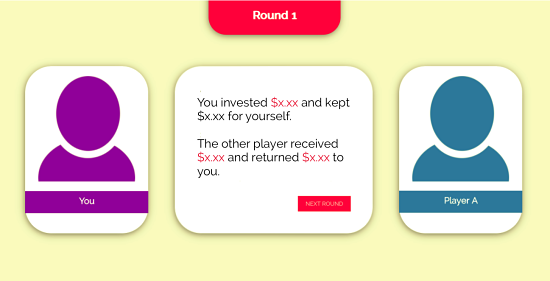 Round 1
You invested $x.xx and kept
$x.xx for yourself.
The other player received
$x.xx and returned $x.xx to
you.
NEXT ROUND
You
Player A